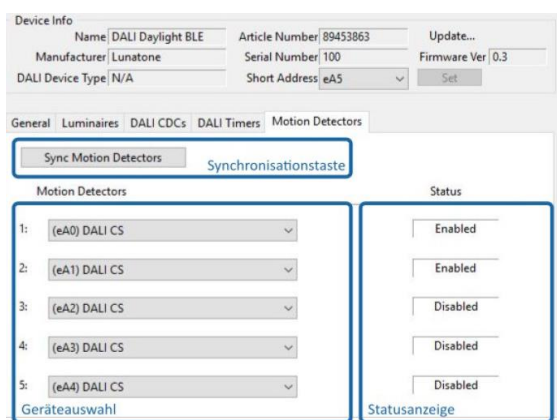 Device Info
Name DALI Daylight BLE Article Number 89453863 Update...
Manufacturer Lunatone Serial Number 100 Firmware Ver 0.3
DALI Device Type N/A Short Address eA5 Set
General Luminaires DALI CDCs DALI Timers Motion Detectors
Sync Motion Detectors Synchronisationstaste
Motion Detectors Status
1: (eA0) DALI CS Enabled
2: (eA1) DALI CS Enabled
3: (eA2) DALI CS Disabled
4: (eA3) DALI CS Disabled
5: (eA4) DALI CS Disabled
Geräteauswahl Statusanzeige